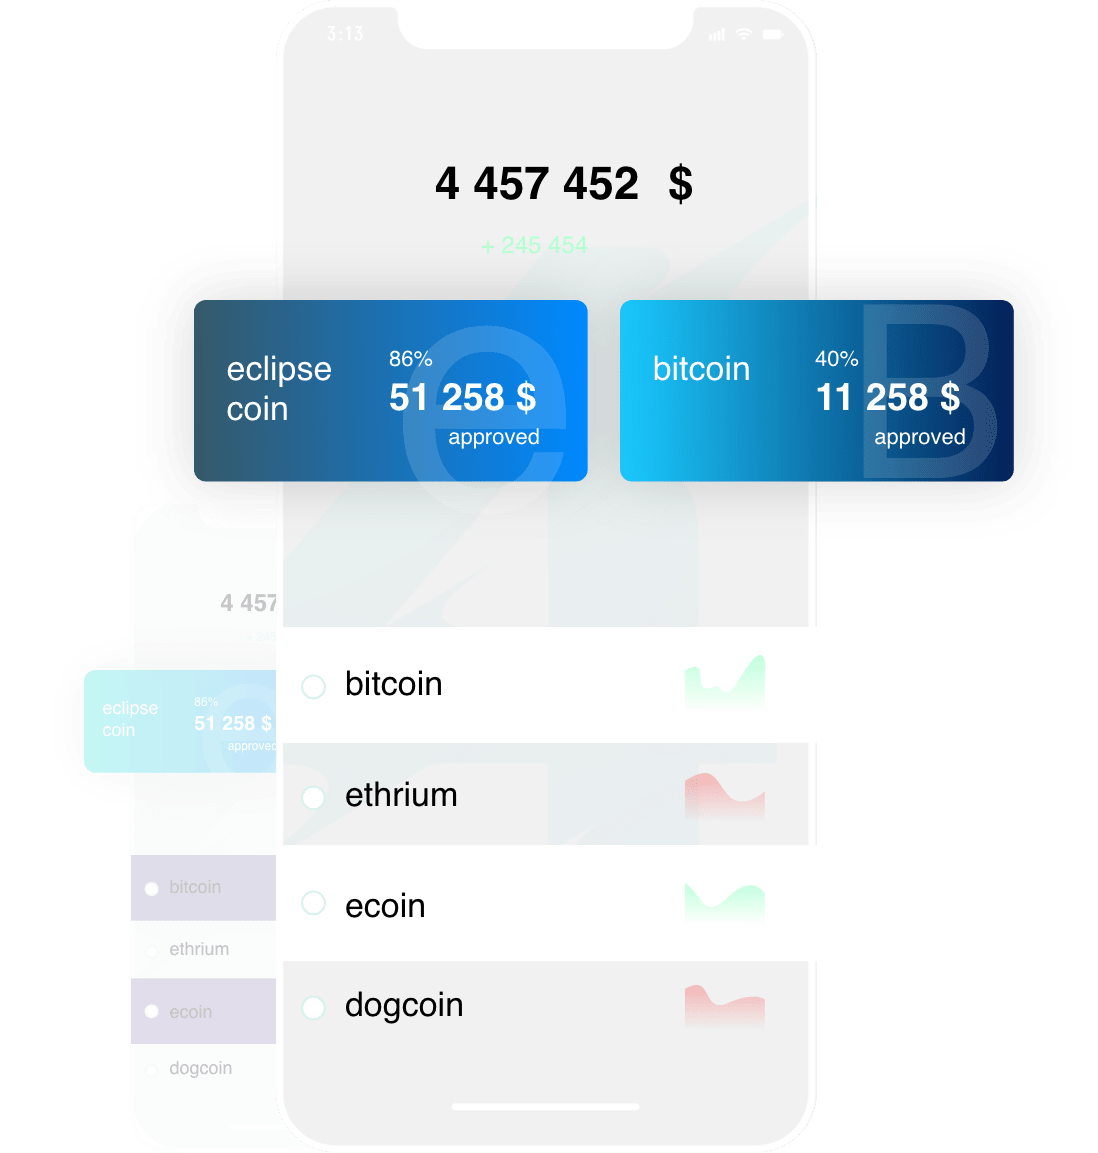 3:13
4 457 452 $
+ 245 454
eclipse
coin
86%
51 258 $
approved
e
bitcoin
40%
11 258 $
approved
B
4 457
eclipse
coin
86%
51 258 $
approved
bitcoin
ethrium
ecoin
dogcoin
bitcoin
ethrium
ecoin
dogcoin